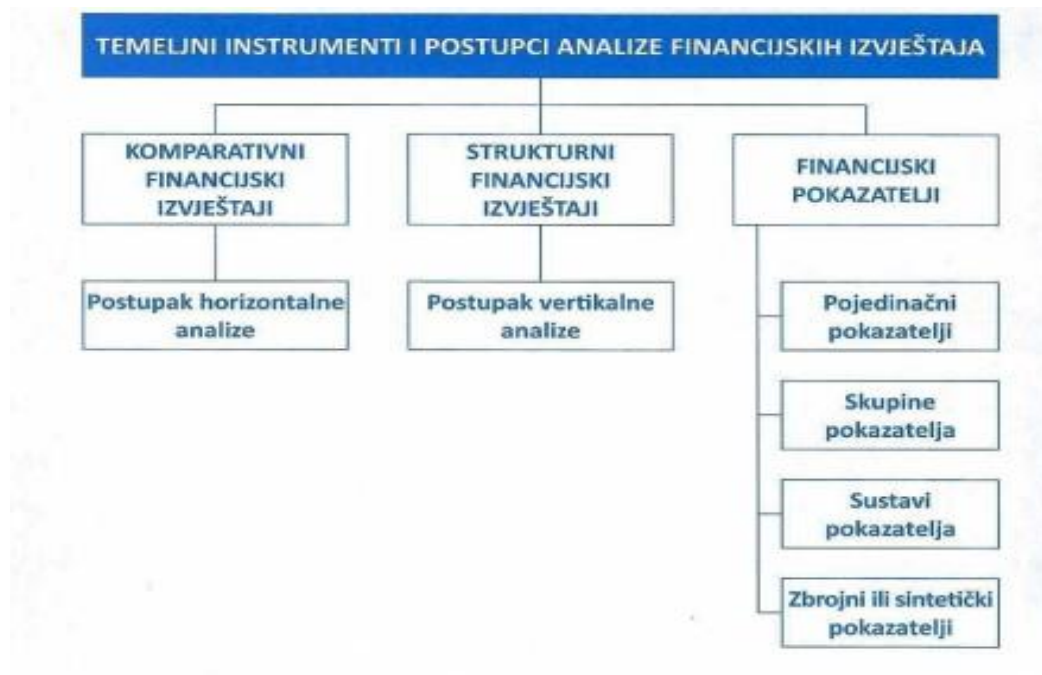 TEMELJNI INSTRUMENTI I POSTUPCI ANALIZE FINANCIJSKIH IZVJEŠTAJA
KOMPARATIVNI
FINANCIJSKI
IZVJEŠTAJI
STRUKTURNI
FINANCIJSKI
IZVJEŠTAJI
FINANCIJSKI
POKAZATELJI
Postupak horizontalne
analize
Postupak vertikalne
analize
Pojedinačni
pokazatelji
Skupine
pokazatelja
Sustavi
pokazatelja
Zbrojni ili sintetički
pokazatelji